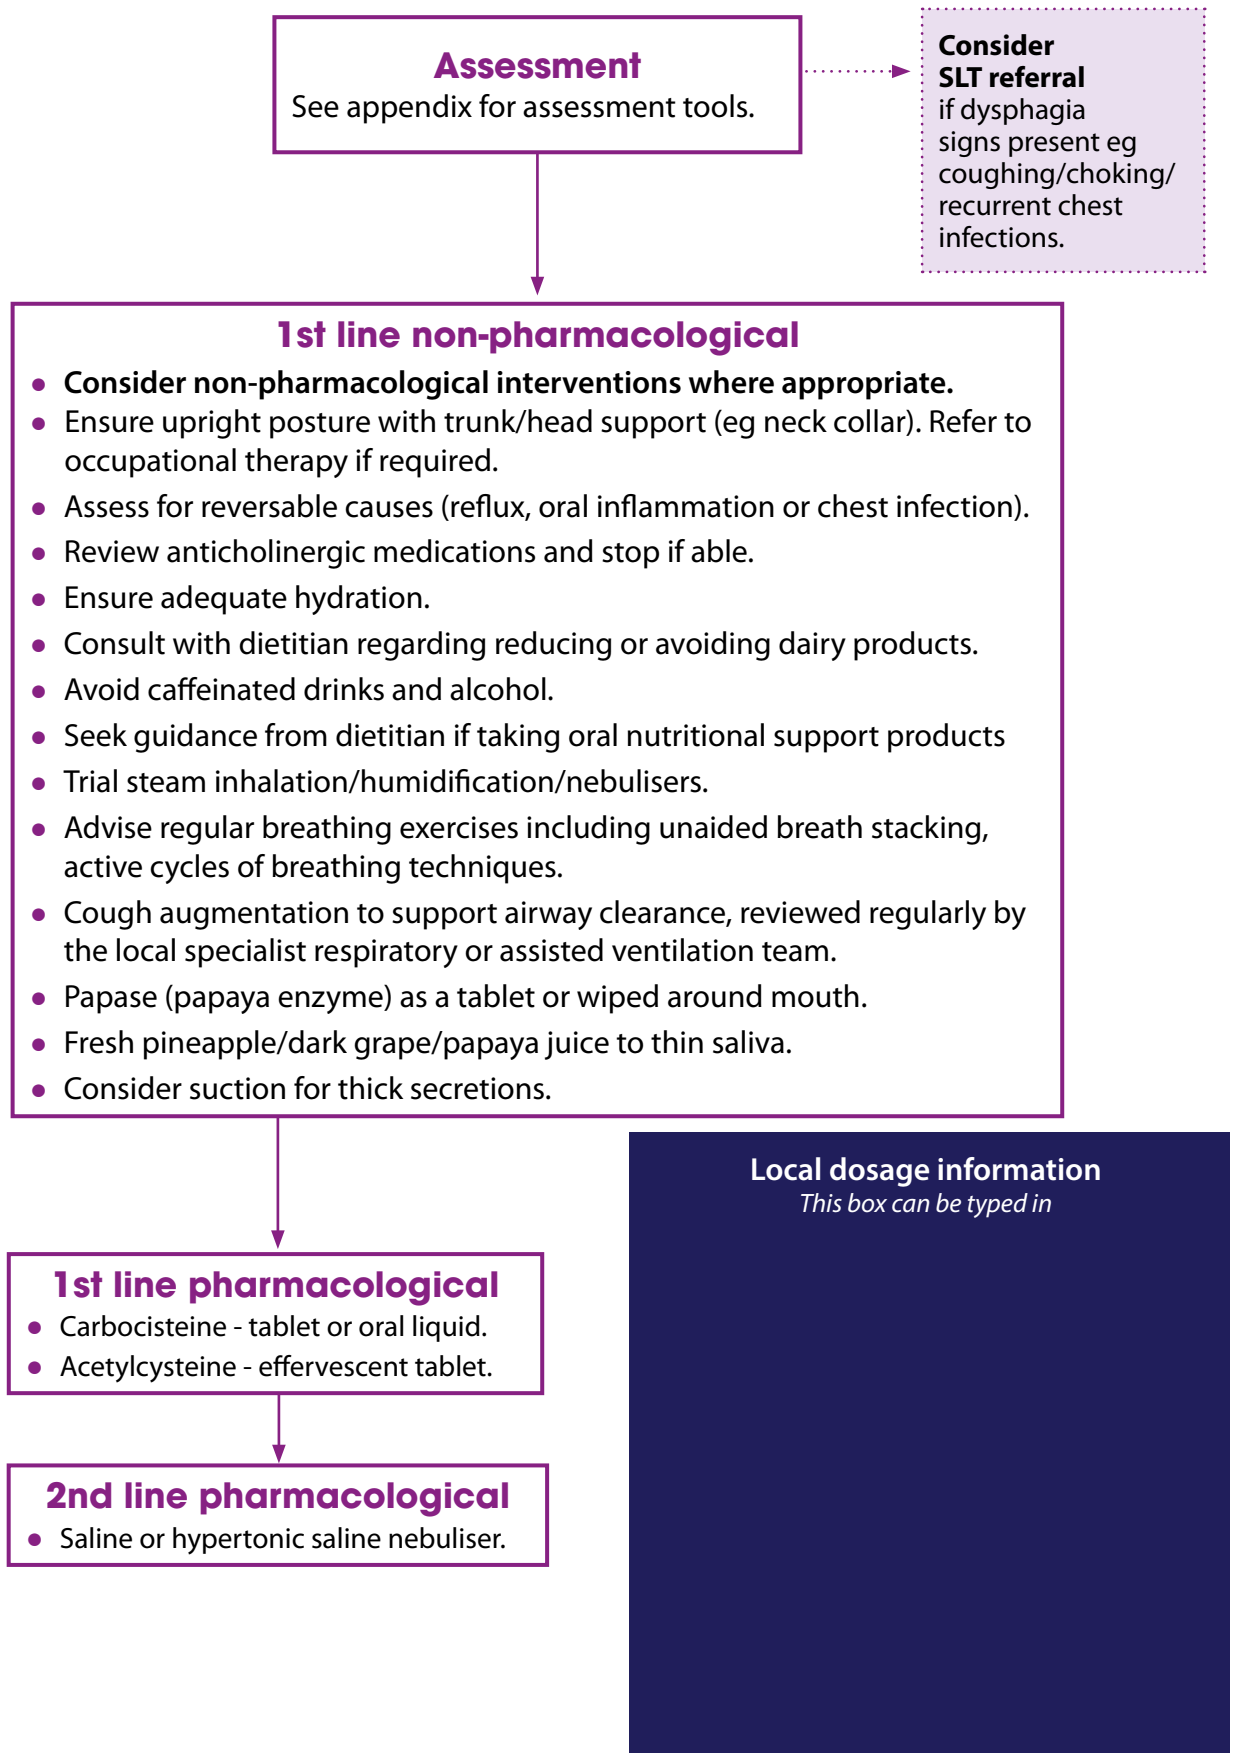 Assessment
See appendix for assessment tools.
Consider
SLT referral
if dysphagia
signs present eg
coughing/choking/
recurrent chest
infections.
1st line non-pharmacological
• Consider non-pharmacological interventions where appropriate.
• Ensure upright posture with trunk/head support (eg neck collar). Refer to
occupational therapy if required.
• Assess for reversable causes (reflux, oral inflammation or chest infection).
• Review anticholinergic medications and stop if able.
• Ensure adequate hydration.
• Consult with dietitian regarding reducing or avoiding dairy products.
• Avoid caffeinated drinks and alcohol.
• Seek guidance from dietitian if taking oral nutritional support products
• Trial steam inhalation/humidification/nebulisers.
• Advise regular breathing exercises including unaided breath stacking,
active cycles of breathing techniques.
• Cough augmentation to support airway clearance, reviewed regularly by
the local specialist respiratory or assisted ventilation team.
• Papase (papaya enzyme) as a tablet or wiped around mouth.
• Fresh pineapple/dark grape/papaya juice to thin saliva.
• Consider suction for thick secretions.
Local dosage information
This box can be typed in
1st line pharmacological
• Carbocisteine - tablet or oral liquid.
• Acetylcysteine - effervescent tablet.
2nd line pharmacological
• Saline or hypertonic saline nebuliser.